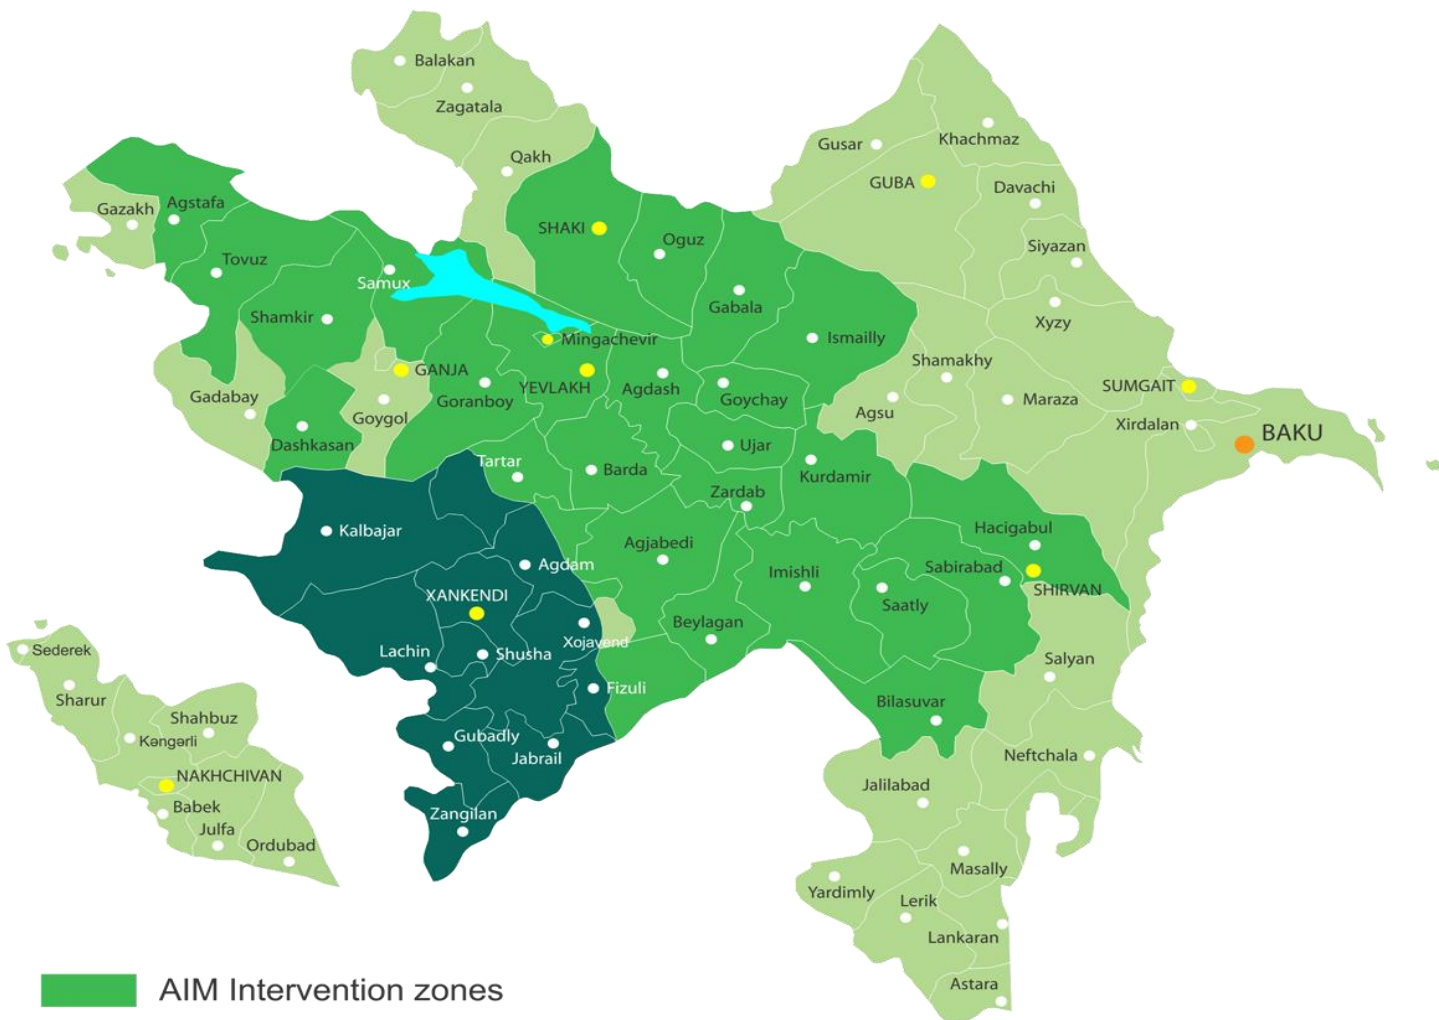 Balakan
Zagatala
Qakh
Gusar
Khachmaz
GUBA
Davachi
Gazakh
Agstafa
SHAKI
Oguz
Siyazan
Tovuz
Samux
Gabala
Xyzy
Shamkir
Mingachevir
Ismailly
Shamakhy
GANJA
YEVLAKH
Agdash
Goychay
SUMGAIT
Gadabay
Goygol
Goranboy
Agsu
Maraza
Xirdalan
BAKU
Dashkasan
Ujar
Tartar
Barda
Kurdamir
Zardab
Kalbajar
Hacigabul
Agjabedi
Agdam
Imishli
Sabirabad
XANKENDI
Saatly
SHIRVAN
Beylagan
Xojavend
Sederek
Lachin
Shusha
Salyan
Sharur
Fizuli
Bilasuvar
Shahbuz
Kəngərli
Gubadly
Jabrail
Neftchala
NAKHCHIVAN
Jalilabad
Babek
Zangilan
Julfa
Ordubad
Masally
Yardimly
Lerik
Lankaran
Astara
AIM Intervention zones